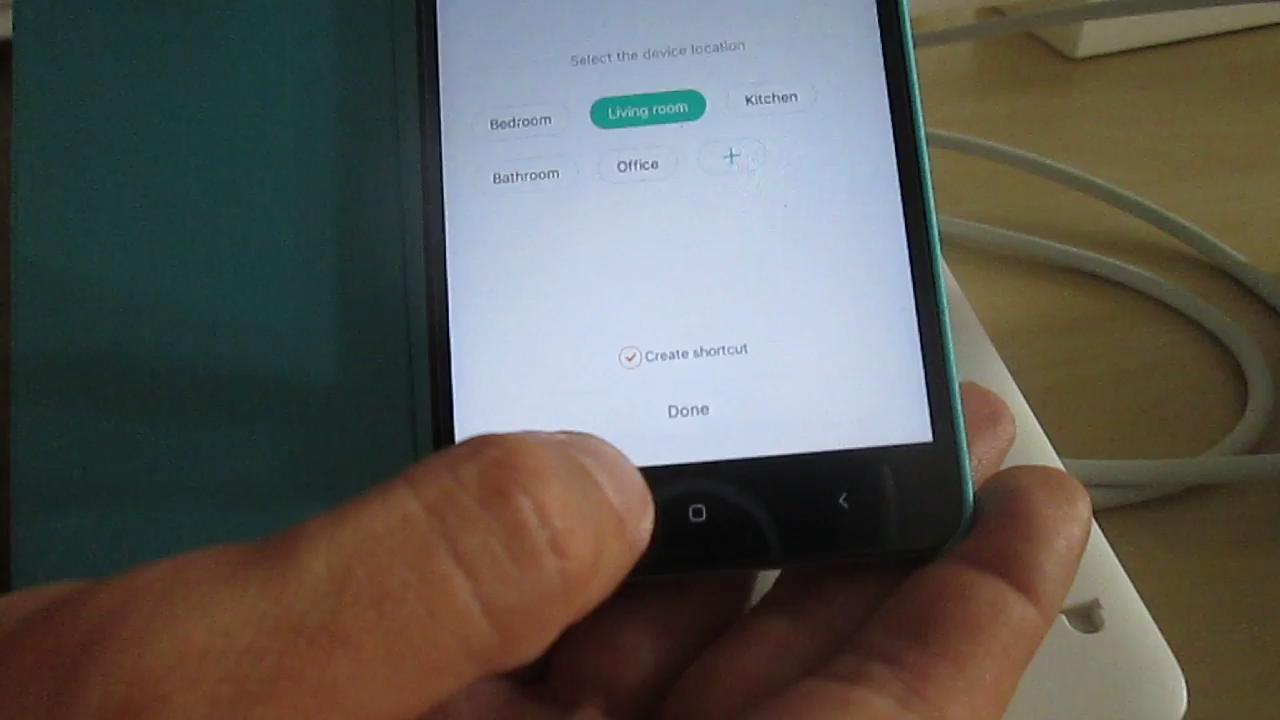 Select the device location
Bedroom
Living room
Kitchen
Bathroom
Office
+
Create shortcut
Done